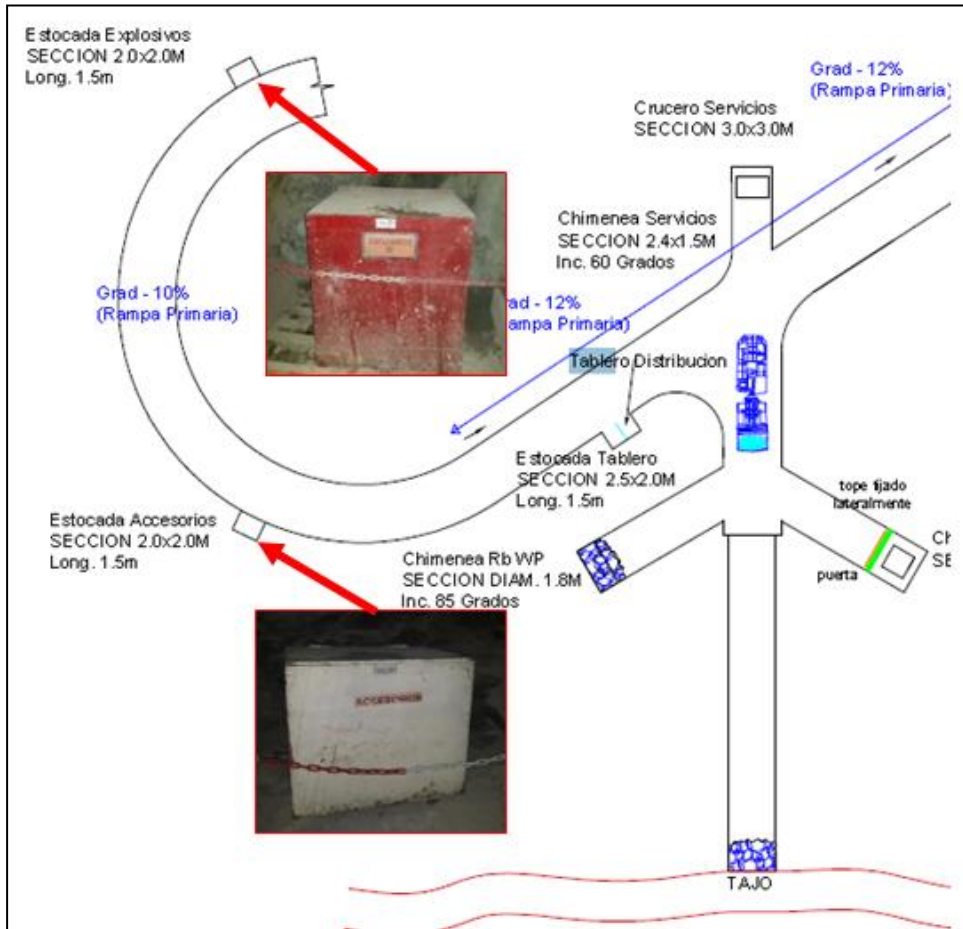 Estocada Explosivos
SECCION 2.0x2.0M
Long. 1.5m
Grad - 12%
(Rampa Primaria)
Crucero Servicios
SECCION 3.0x3.0M
Chimenea Servicios
SECCION 2.4x1.5M
Inc. 60 Grados
Grad - 10%
(Rampa Primaria)
ad - 12%
ampa Primaria)
Tablero Distribucion
Estocada Tablero
SECCION 2.5x2.0M
Long. 1.5m
tope fijado
lateralmente
Estocada Accesorios
SECCION 2.0x2.0M
Long. 1.5m
Chimenea Rb WP
SECCION DIAM. 1.8M
Inc. 85 Grados
puerta
SE
ACCESORIOS
TAJO